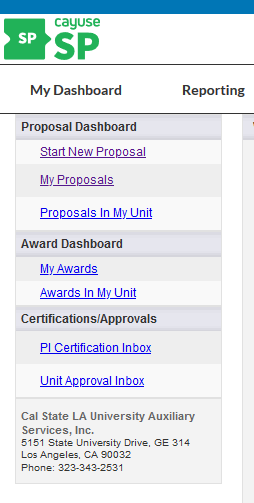 SP
cayuse
SP
My Dashboard Reporting
Proposal Dashboard
Start New Proposal
My Proposals
Proposals In My Unit
Award Dashboard
My Awards
Awards In My Unit
Certifications/Approvals
PI Certification Inbox
Unit Approval Inbox
Cal State LA University Auxiliary
Services, Inc.
5151 State University Drive, GE 314
Los Angeles, CA 90032
Phone: 323-343-2531